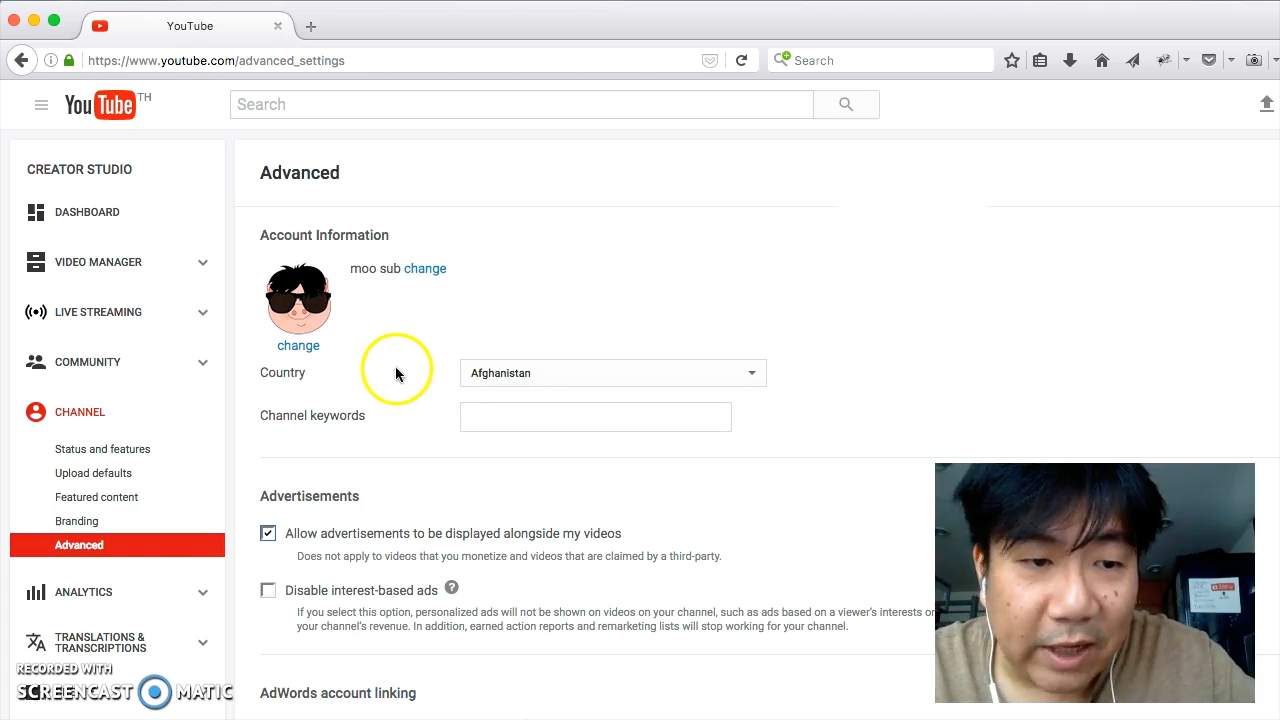 YouTube
https://www.youtube.com/advanced_settings
Search
YouTube TH
Search
CREATOR STUDIO
DASHBOARD
VIDEO MANAGER
LIVE STREAMING
COMMUNITY
CHANNEL
Status and features
Upload defaults
Featured content
Branding
Advanced
ANALYTICS
TRANSLATIONS &
TRANSCRIPTIONS
RECORDED WITH
SCREENCAST MATIC
Advanced
Account Information
moo sub change
change
Country Afghanistan
Channel keywords
Advertisements
Allow advertisements to be displayed alongside my videos
Does not apply to videos that you monetize and videos that are claimed by a third-party.
Disable interest-based ads ?
If you select this option, personalized ads will not be shown on videos on your channel, such as ads based on a viewer's interests o
your channel's revenue. In addition, earned action reports and remarketing lists will stop working for your channel.
AdWords account linking